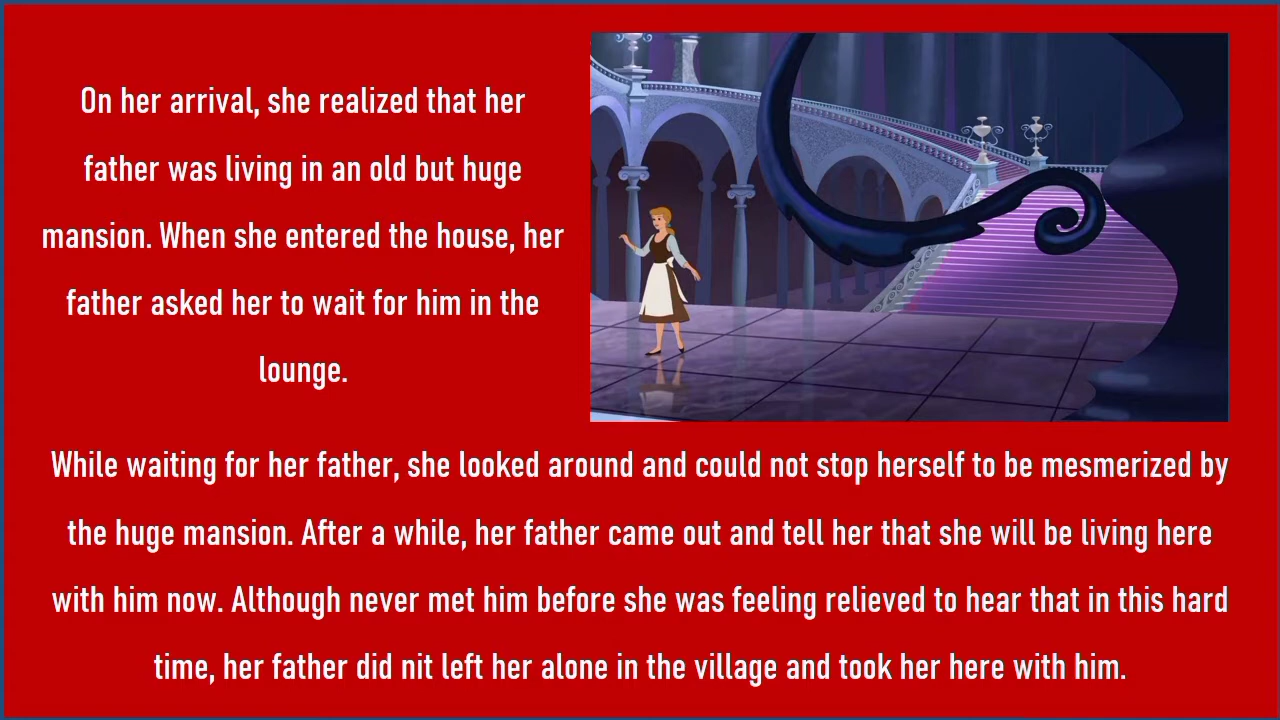 On her arrival, she realized that her
father was living in an old but huge
mansion. When she entered the house, her
father asked her to wait for him in the
lounge.
While waiting for her father, she looked around and could not stop herself to be mesmerized by
the huge mansion. After a while, her father came out and tell her that she will be living here
with him now. Although never met him before she was feeling relieved to hear that in this hard
time, her father did nit left her alone in the village and took her here with him.